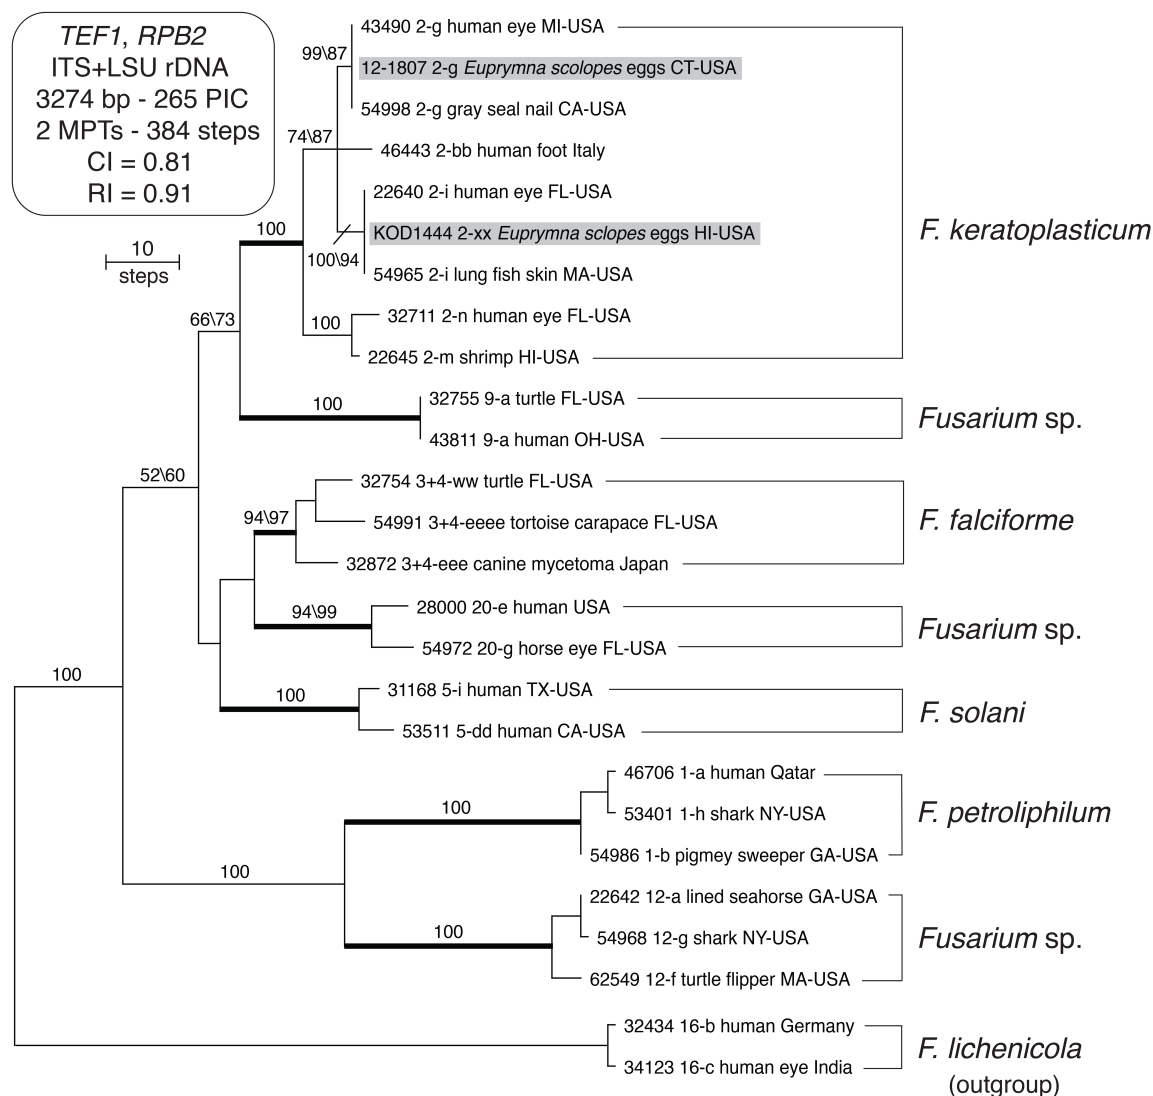 TEF1, RPB2
ITS+LSU rDNA
3274 bp - 265 PIC
2 MPTs - 384 steps
CI = 0.81
RI = 0.91
10
steps
43490 2-g human eye MI-USA
99\87
12-1807 2-g Euprymna scolopes eggs CT-USA
54998 2-g gray seal nail CA-USA
74\87
46443 2-bb human foot Italy
22640 2-i human eye FL-USA
100
KOD1444 2-xx Euprymna sclopes eggs HI-USA
F. keratoplasticum
100\94
54965 2-i lung fish skin MA-USA
66\73
100
32711 2-n human eye FL-USA
22645 2-m shrimp HI-USA
100
32755 9-a turtle FL-USA
Fusarium sp.
43811 9-a human OH-USA
52\60
32754 3+4-ww turtle FL-USA
94\97
54991 3+4-eeee tortoise carapace FL-USA
F. falciforme
32872 3+4-eee canine mycetoma Japan
94\99
28000 20-e human USA
Fusarium sp.
54972 20-g horse eye FL-USA
100
100
31168 5-i human TX-USA
F. solani
53511 5-dd human CA-USA
46706 1-a human Qatar
100
53401 1-h shark NY-USA
F. petroliphilum
54986 1-b pigmey sweeper GA-USA
100
22642 12-a lined seahorse GA-USA
100
54968 12-g shark NY-USA
Fusarium sp.
62549 12-f turtle flipper MA-USA
32434 16-b human Germany
F. lichenicola
34123 16-c human eye India
(outgroup)